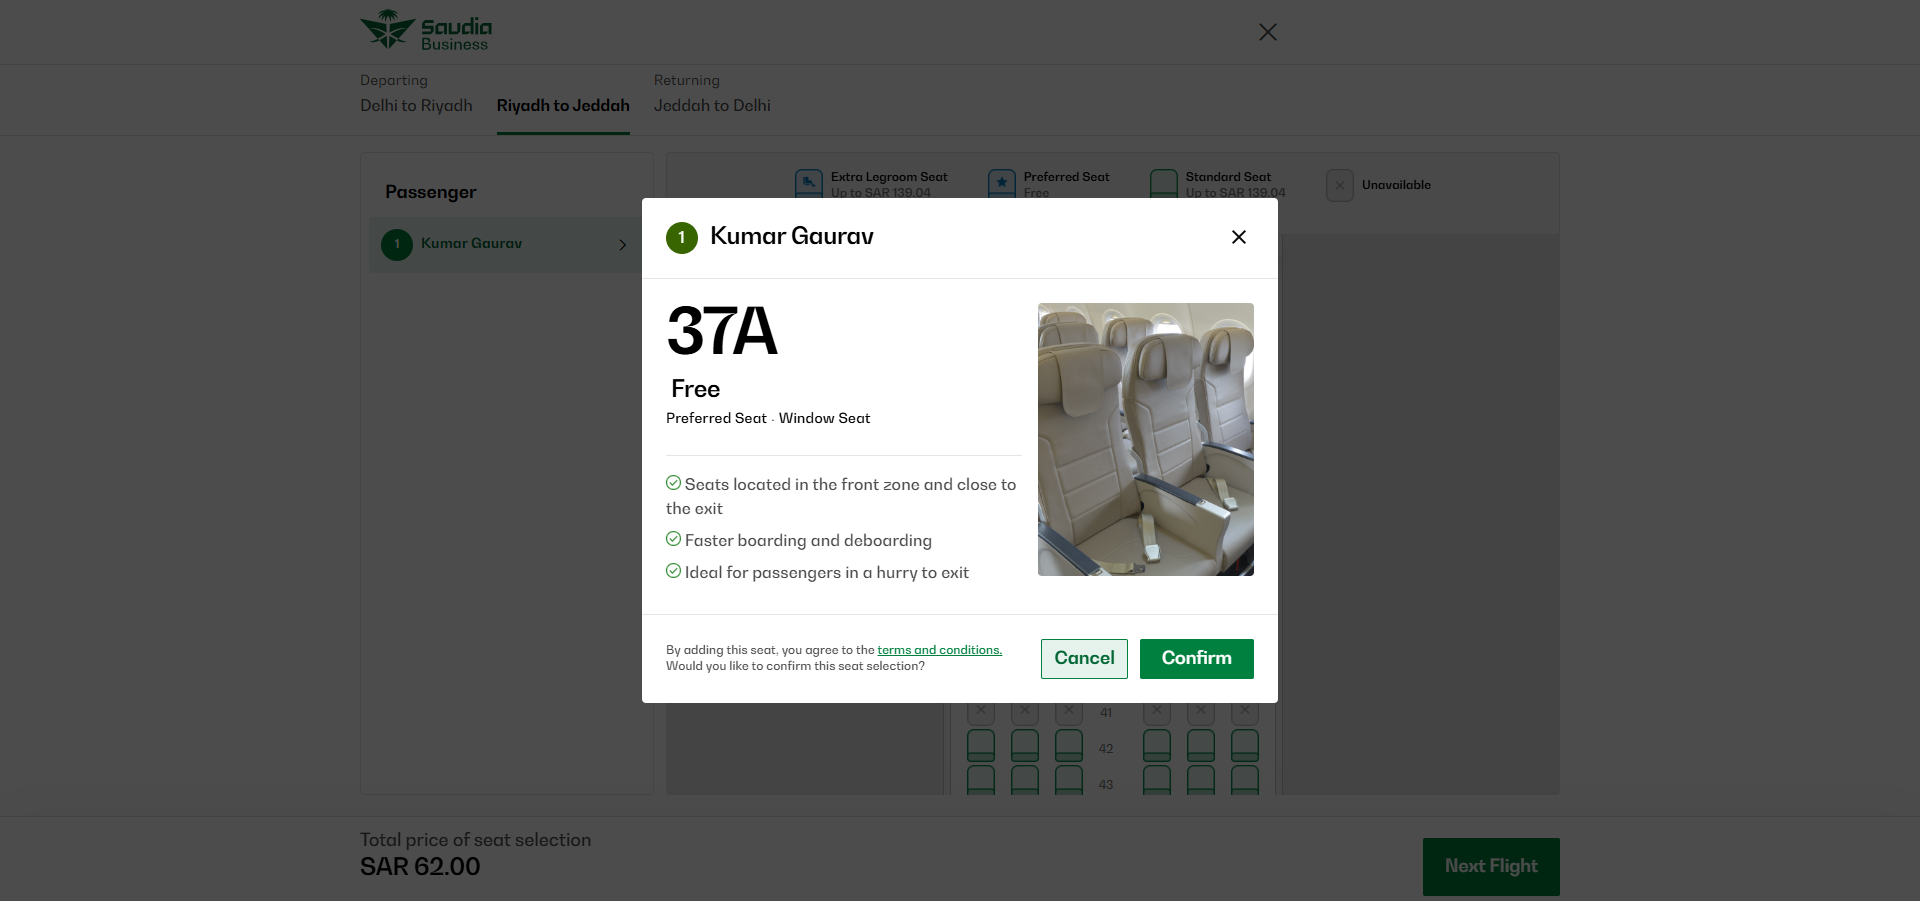 Saudia
Business
Departing
Delhi to Riyadh
Riyadh to Jeddah
Returning
Jeddah to Delhi
Passenger
1 Kumar Gaurav
Extra Legroom Seat
Up to SAR 139.04
Preferred Seat
Free
Standard Seat
Up to SAR 139.04
Unavailable
1 Kumar Gaurav
37A
Free
Preferred Seat · Window Seat
Seats located in the front zone and close to
the exit
Faster boarding and deboarding
Ideal for passengers in a hurry to exit
By adding this seat, you agree to the terms and conditions.
Would you like to confirm this seat selection?
Cancel
Confirm
41
42
43
Total price of seat selection
SAR 62.00
Next Flight